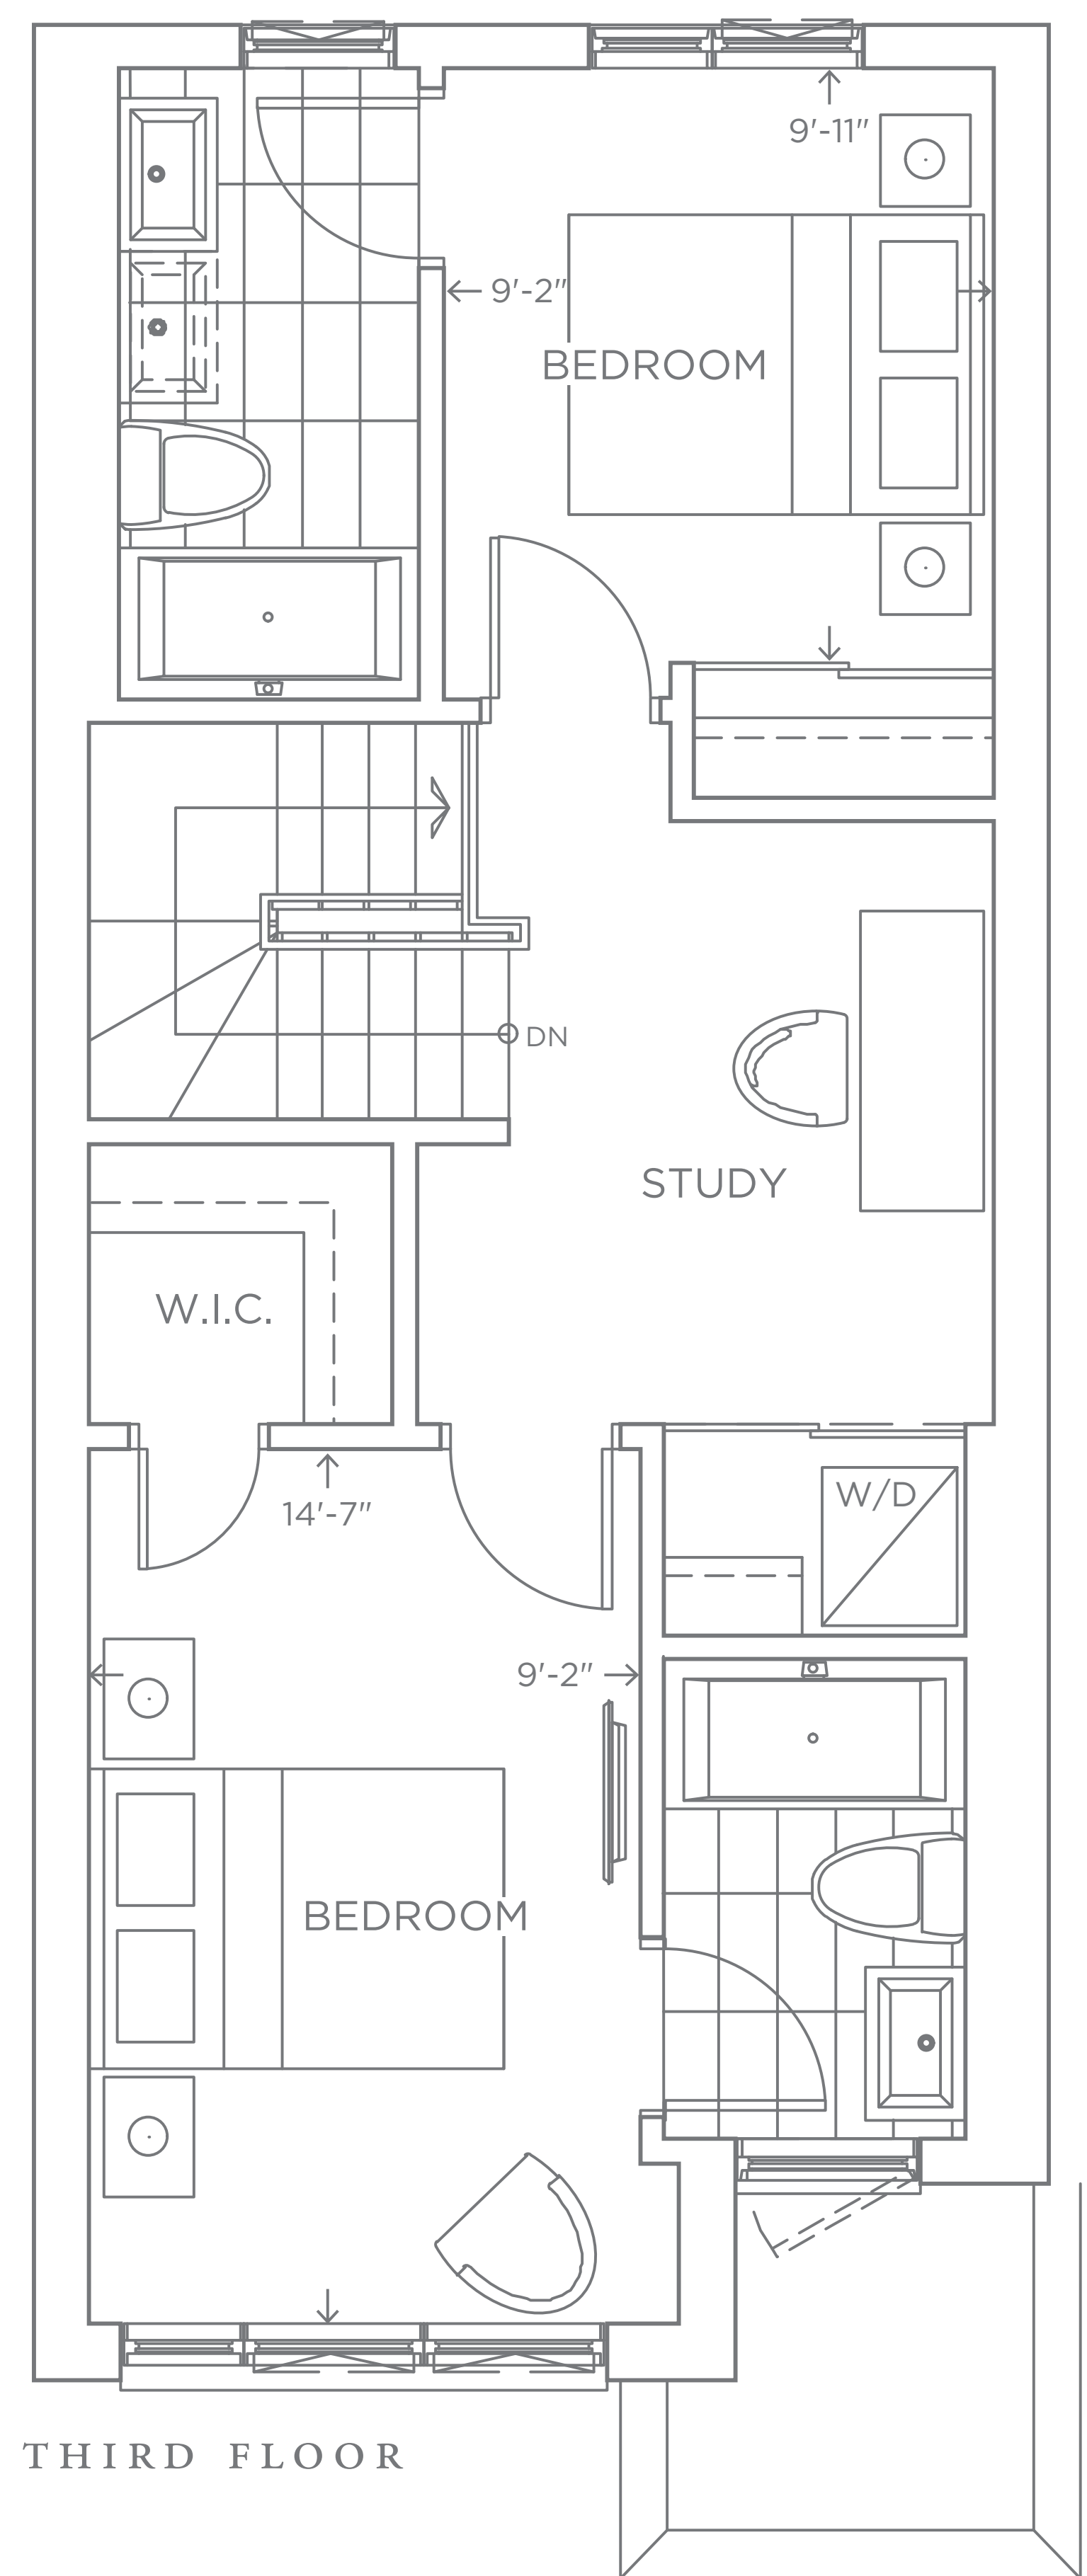 9'-11"
9'-2"
BEDROOM
DN
STUDY
W.I.C.
W/D
14'-7"
9'-2"
BEDROOM
THIRD FLOOR